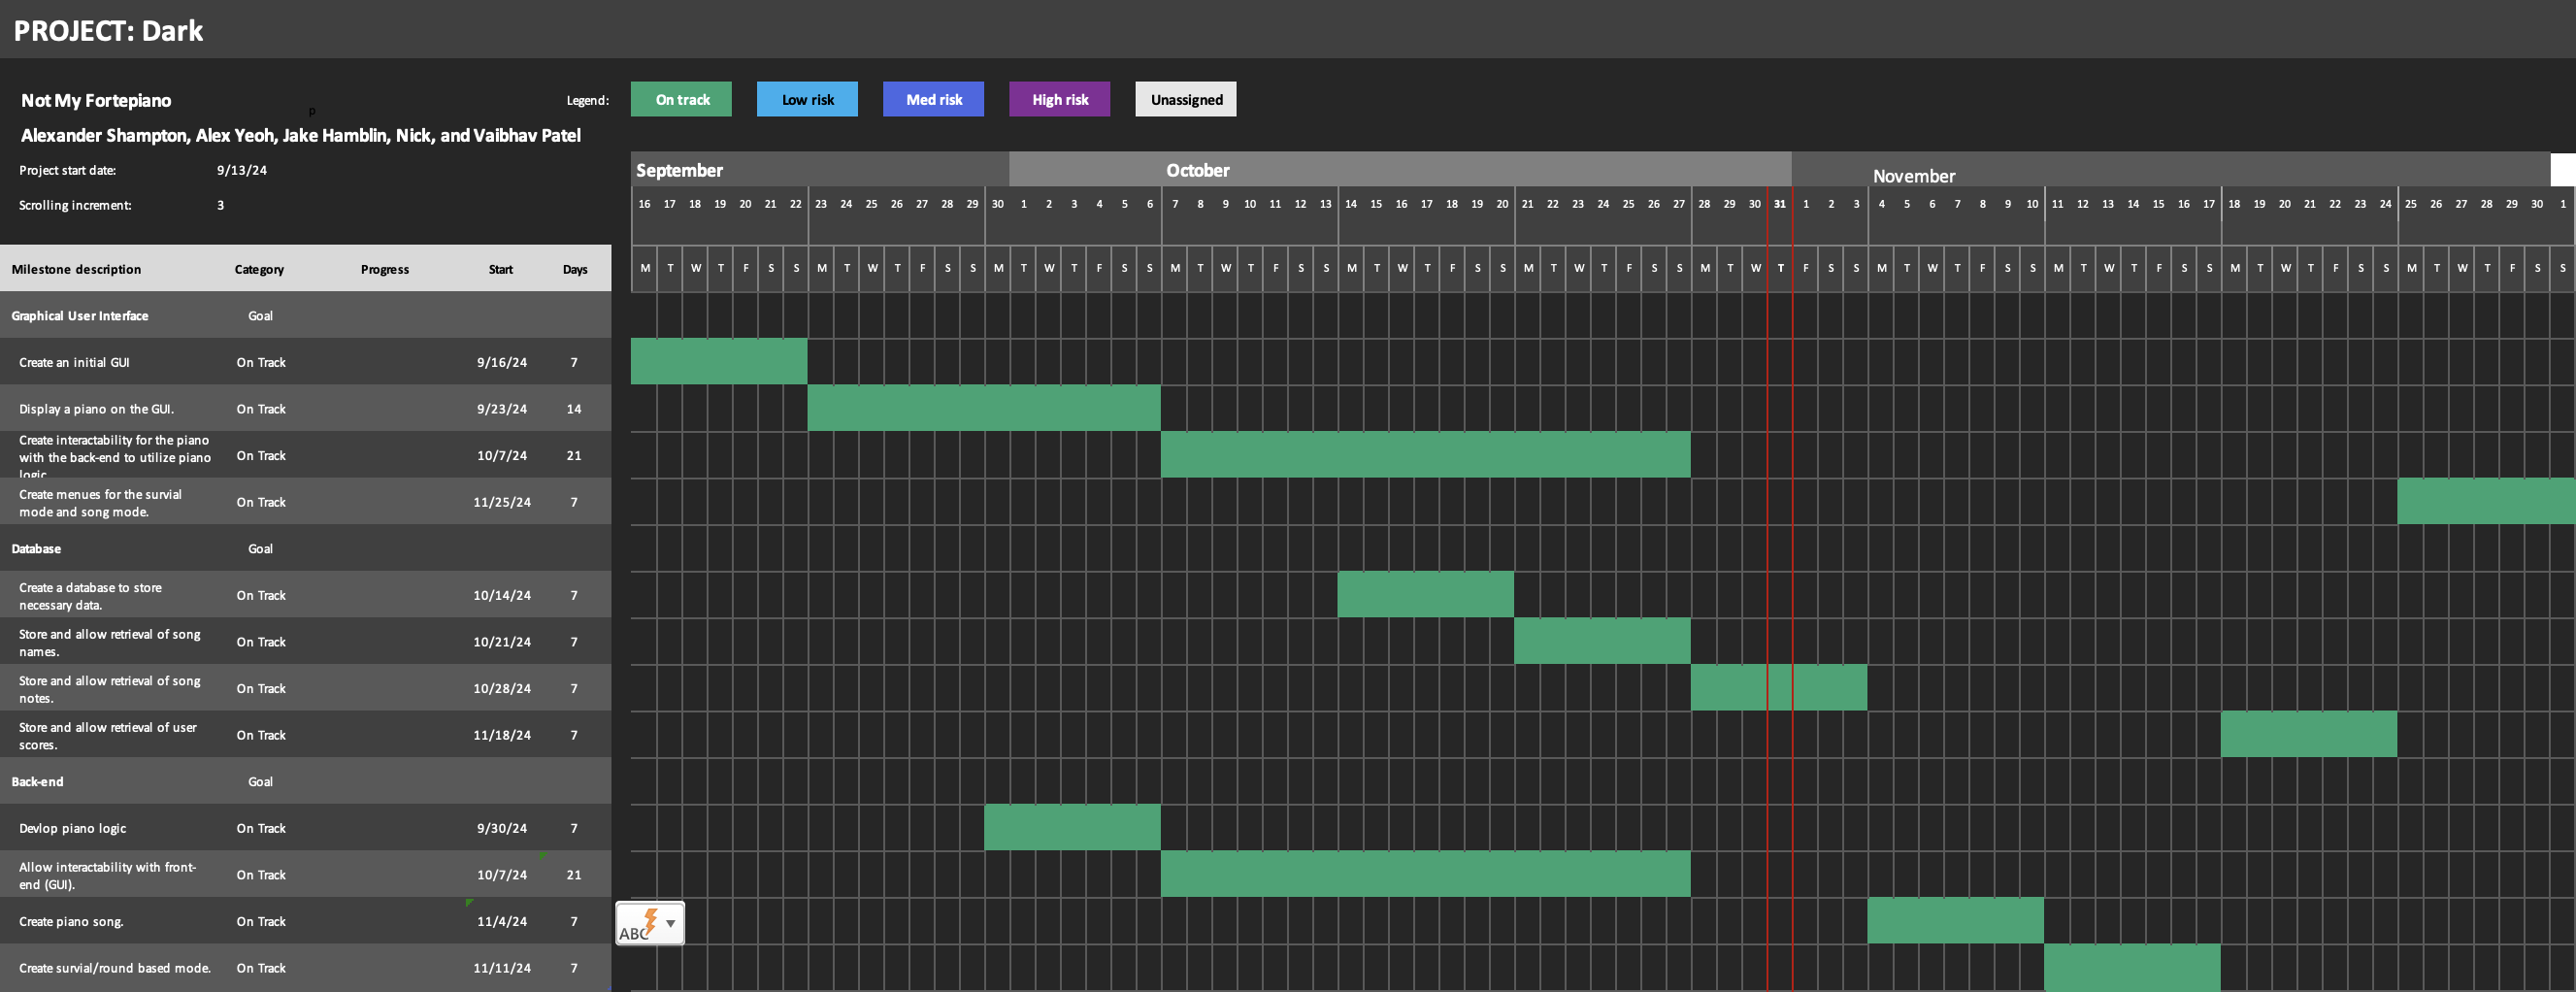 PROJECT: Dark
Not My Fortepiano
p
Legend:
On track
Low risk
Med risk
High risk
Unassigned
Alexander Shampton, Alex Yeoh, Jake Hamblin, Nick, and Vaibhav Patel
Project start date: 9/13/24
Scrolling increment: 3
September October November
16 17 18 19 20 21 22 23 24 25 26 27 28 29 30 1 2 3 4 5 6 7 8 9 10 11 12 13 14 15 16 17 18 19 20 21 22 23 24 25 26 27 28 29 30 31 1 2 3 4 5 6 7 8 9 10 11 12 13 14 15 16 17 18 19 20 21 22 23 24 25 26 27 28 29 30 1
Milestone description Category Progress Start Days
M T W T F S S M T W T F S S M T W T F S S M T W T F S S M T W T F S S M T W T F S S M T W T F S S M T W T F S S M T W T F S S M T W T F S S M T W T F S S
Graphical User Interface Goal
Create an initial GUI On Track 9/16/24 7
Display a piano on the GUI. On Track 9/23/24 14
Create interactability for the piano
with the back-end to utilize piano On Track 10/7/24 21
logic
Create menues for the survial
mode and song mode. On Track 11/25/24 7
Database Goal
Create a database to store
necessary data. On Track 10/14/24 7
Store and allow retrieval of song
names. On Track 10/21/24 7
Store and allow retrieval of song
notes. On Track 10/28/24 7
Store and allow retrieval of user
scores. On Track 11/18/24 7
Back-end Goal
Devlop piano logic On Track 9/30/24 7
Allow interactability with front-
end (GUI). On Track 10/7/24 21
Create piano song. On Track 11/4/24 7
ABC
Create survial/round based mode. On Track 11/11/24 7